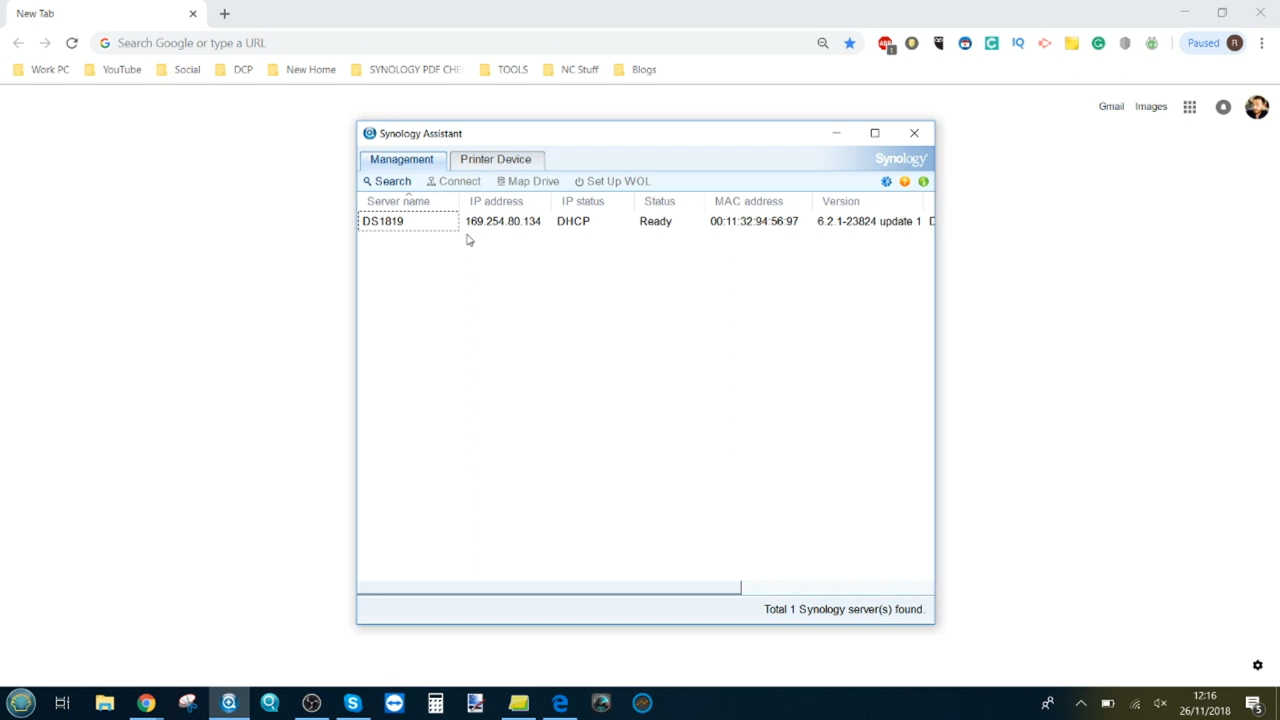 New Tab
Search Google or type a URL
Paused R
Work PC YouTube Social DCP New Home SYNOLOGY PDF CHE TOOLS NC Stuff Blogs
Gmail Images
Synology Assistant
Management Printer Device Synology
Search Connect Map Drive Set Up WOL
Server name IP address IP status Status MAC address Version
DS1819 169.254.80.134 DHCP Ready 00:11:32:94:56:97 6.2.1-23824 update 1 D
Total 1 Synology server(s) found.
12:16
26/11/2018 5